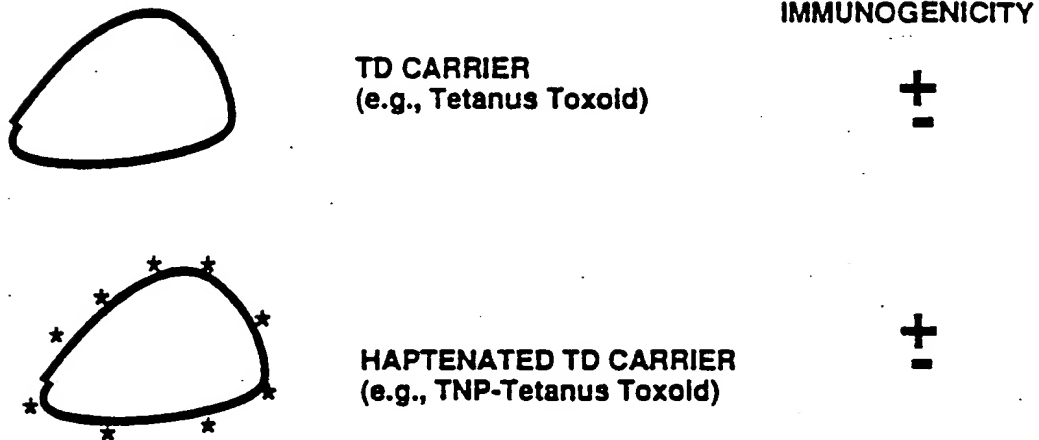 IMMUNOGENICITY
TD CARRIER
(e.g., Tetanus Toxoid)
+
-
HAPTENATED TD CARRIER
(e.g., TNP-Tetanus Toxoid)
+
-